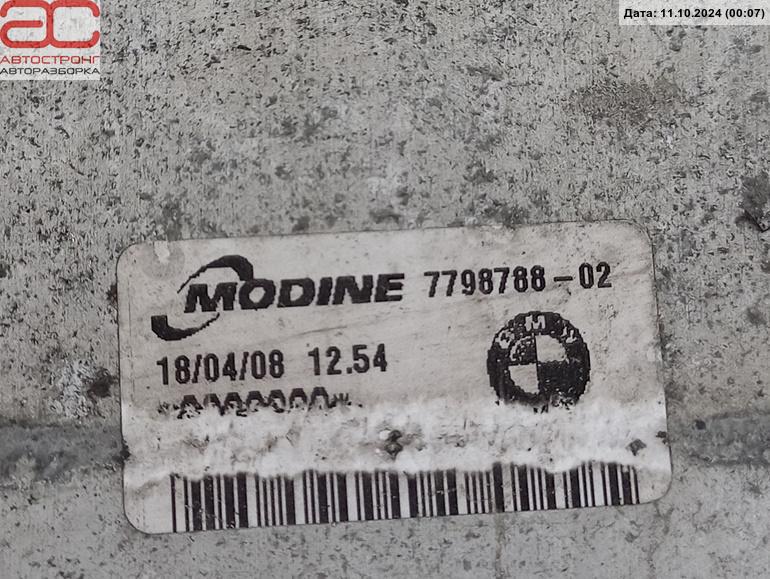 АС
АВТОСТРОНГ
АВТОРАЗБОРКА
Дата: 11.10.2024 (00:07)
MODINE 7798788-02
18/04/08 12.54